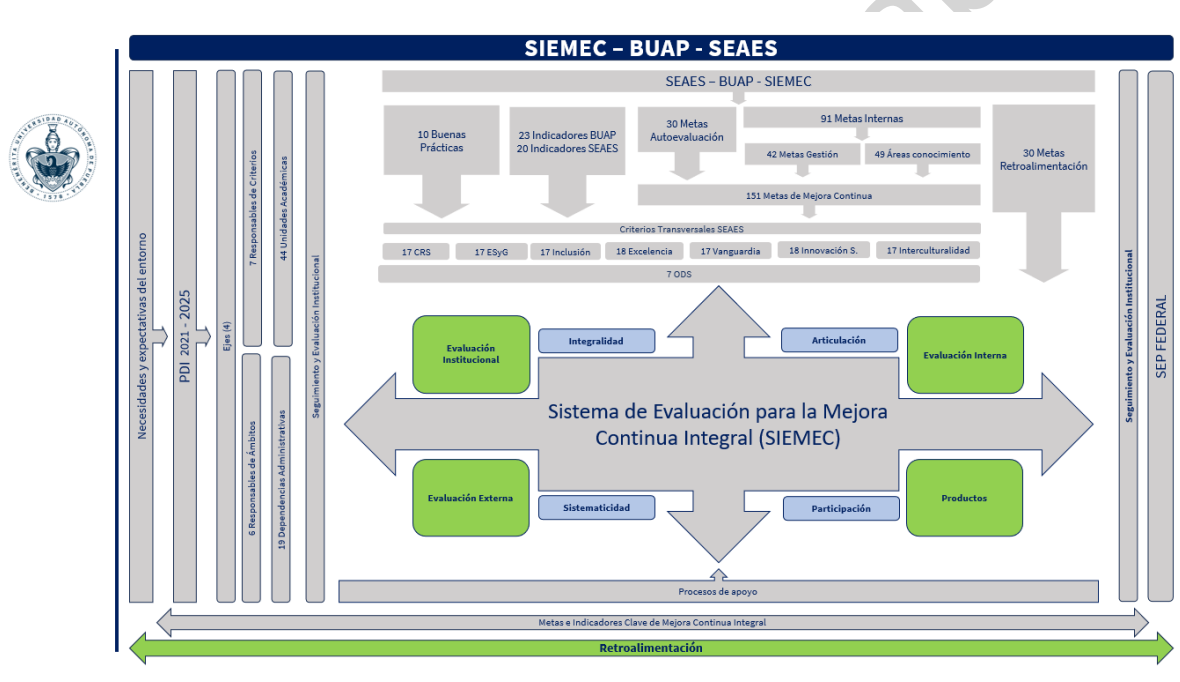 SIEMEC – BUAP - SEAES
BENEMÉRITA UNIVERSIDAD AUTÓNOMA DE PUEBLA
1578
Necesidades y expectativas del entorno
PDI 2021 - 2025
Ejes (4)
7 Responsables de Criterios
6 Responsables de Ámbitos
44 Unidades Académicas
19 Dependencias Administrativas
Seguimiento y Evaluación Institucional
SEAES – BUAP - SIEMEC
10 Buenas
Prácticas
23 Indicadores BUAP
20 Indicadores SEAES
30 Metas
Autoevaluación
91 Metas Internas
42 Metas Gestión
49 Áreas conocimiento
151 Metas de Mejora Continua
30 Metas
Retroalimentación
Criterios Transversales SEAES
17 CRS
17 ESyG
17 Inclusión
18 Excelencia
17 Vanguardia
18 Innovación S.
17 Interculturalidad
7 ODS
Evaluación
Institucional
Integralidad
Articulación
Evaluación Interna
Sistema de Evaluación para la Mejora
Continua Integral (SIEMEC)
Evaluación Externa
Sistematicidad
Participación
Productos
Procesos de apoyo
Seguimiento y Evaluación Institucional
SEP FEDERAL
Metas e Indicadores Clave de Mejora Continua Integral
Retroalimentación